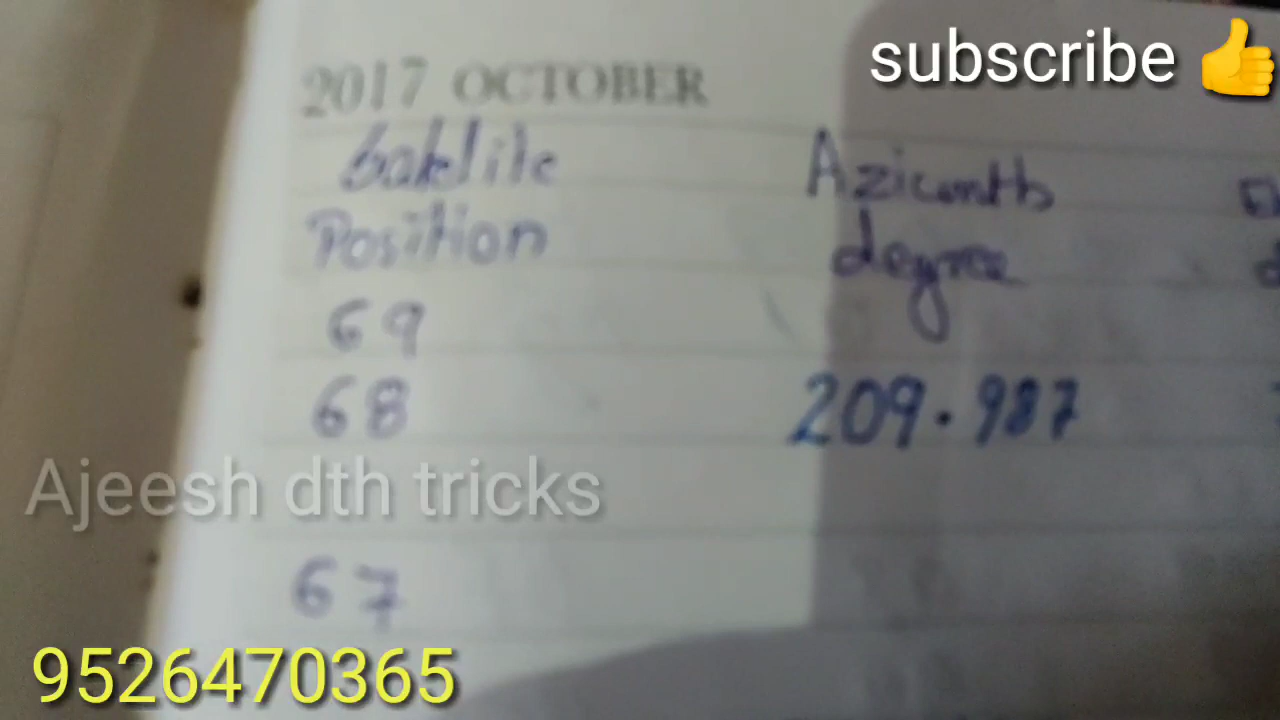 subscribe 👍
2017 OCTOBER
Satelite Azimuth
Position degree
69
68 209.987
Ajeesh dth tricks
67
9526470365